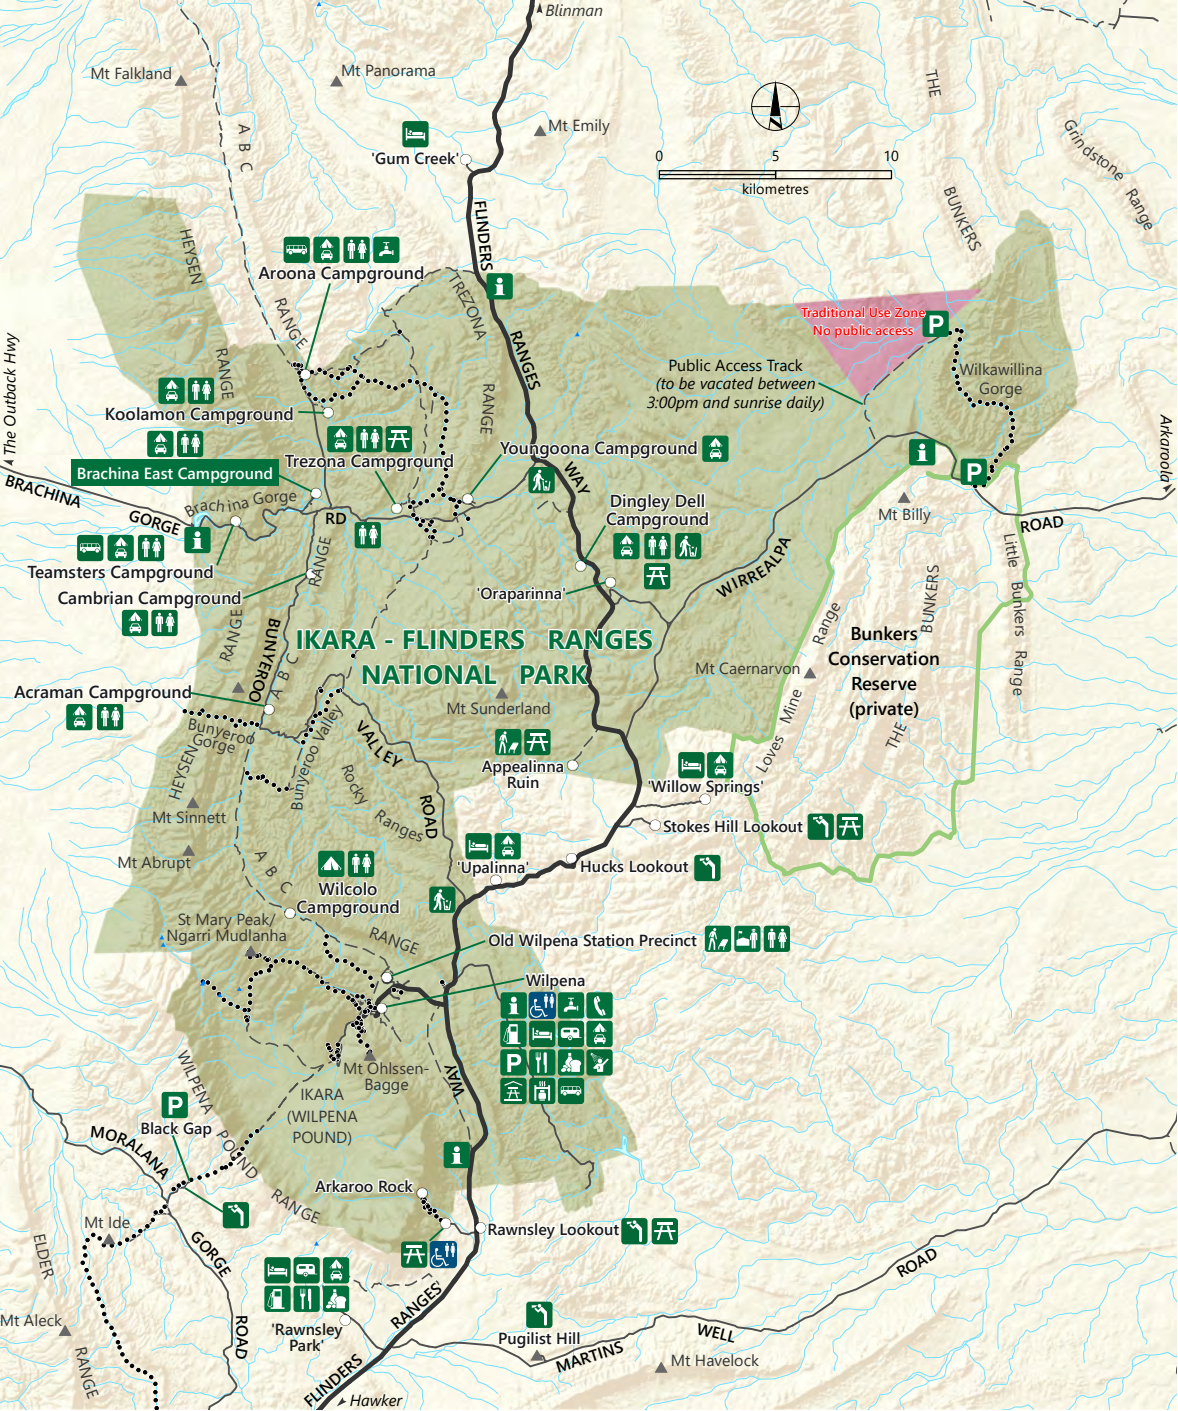 Blinman
Mt Falkland
Mt Panorama
THE
A B C
Mt Emily
'Gum Creek'
0 5 10
kilometres
Grindstone Range
BUNKERS
FLINDERS
HEYSEN
Aroona Campground
TREZONA
i
RANGE
Traditional Use Zone
No public access
P
RANGES
The Outback Hwy
RANGE
Public Access Track
(to be vacated between
3:00pm and sunrise daily)
Wilkawillina
Gorge
RANGE
Koolamon Campground
Arkaroola
Trezona Campground
Youngoona Campground
i
Brachina East Campground
P
BRACHINA
WAY
Brachina Gorge
GORGE
RD
Dingley Dell
Campground
Mt Billy
ROAD
i
Teamsters Campground
RANGE
Little Bunkers Range
WIRREALPA
Cambrian Campground
'Oraparinna'
BUNKERS
RANGE
Range
IKARA - FLINDERS RANGES
NATIONAL PARK
Bunkers
Conservation
Reserve
(private)
BUNYEROO
A B C
Mt Caernarvon
Acraman Campground
Mt Sunderland
Loves Mine
THE
Bunyeroo
Gorge
Bunyeroo Valley
VALLEY
HEYSEN
Appealinna
Ruin
Rocky Ranges
'Willow Springs'
Mt Sinnett
ROAD
Stokes Hill Lookout
Mt Abrupt
A B C
'Upalinna'
Hucks Lookout
Wilcolo
Campground
St Mary Peak/
Ngarri Mudlanha
RANGE
Old Wilpena Station Precinct
Wilpena
i
P
Mt Ohlssen-
Bagge
WAY
WILPENA POUND RANGE
IKARA
(WILPENA
POUND)
P
Black Gap
MORALANA
i
Arkaroo Rock
Mt Ide
Rawnsley Lookout
GORGE
ELDER
ROAD
RANGES
Mt Aleck
'Rawnsley
Park'
Pugilist Hill
WELL
ROAD
MARTINS
Mt Havelock
RANGE
FLINDERS
Hawker